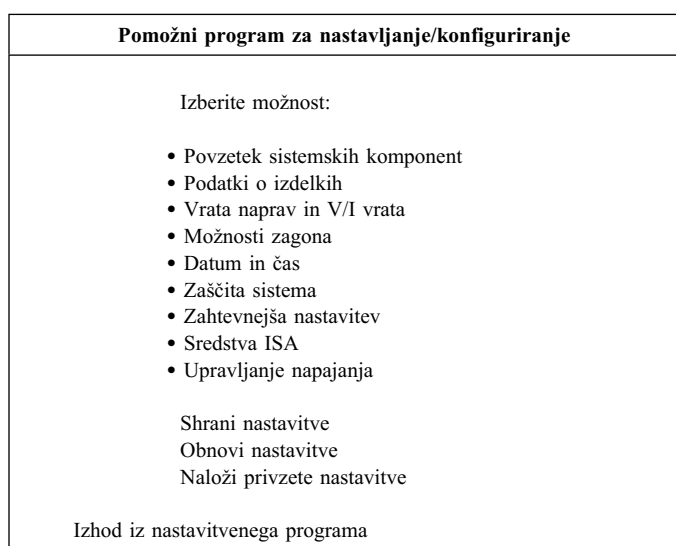 Pomožni program za nastavljanje/konfiguriranje
Izberite možnost:
• Povzetek sistemskih komponent
• Podatki o izdelkih
• Vrata naprav in V/I vrata
• Možnosti zagona
• Datum in čas
• Zaščita sistema
• Zahtevnejša nastavitev
• Sredstva ISA
• Upravljanje napajanja
Shrani nastavitve
Obnovi nastavitve
Naloži privzete nastavitve
Izhod iz nastavitvenega programa